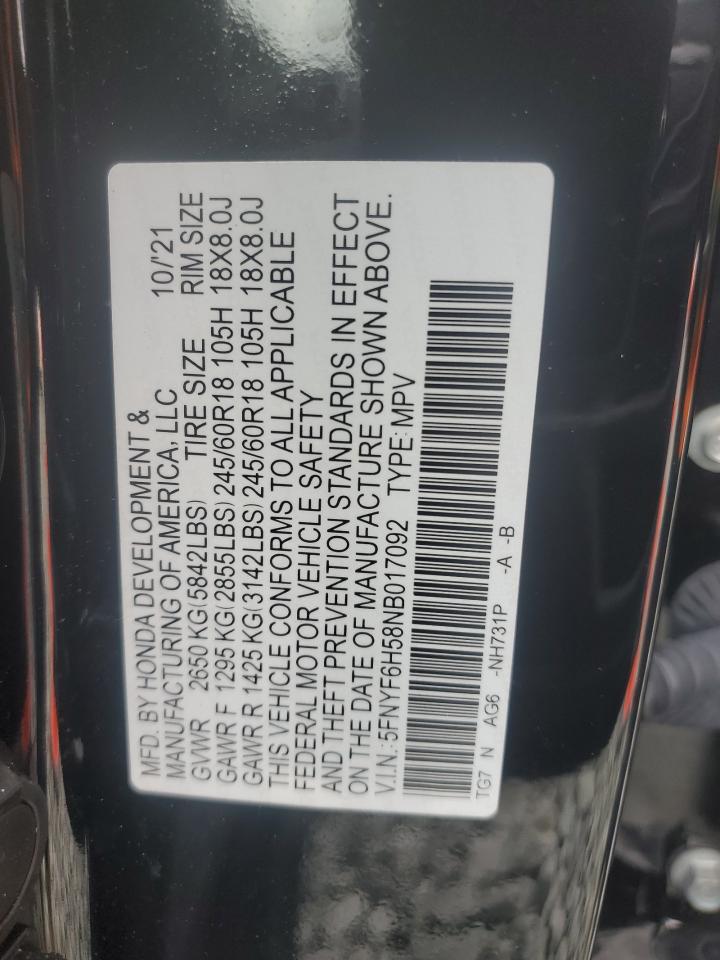 MFD. BY HONDA DEVELOPMENT &
MANUFACTURING OF AMERICA, LLC 10/'21
GVWR 2650 KG(5842LBS) TIRE SIZE RIM SIZE
GAWR F 1295 KG(2855LBS) 245/60R18 105H 18X8.0J
GAWR R 1425 KG(3142LBS) 245/60R18 105H 18X8.0J
THIS VEHICLE CONFORMS TO ALL APPLICABLE
FEDERAL MOTOR VEHICLE SAFETY
AND THEFT PREVENTION STANDARDS IN EFFECT
ON THE DATE OF MANUFACTURE SHOWN ABOVE.
V.I.N.:5FNYF6H58NB017092 TYPE: MPV
TG7 N AG6 -NH731P -A -B